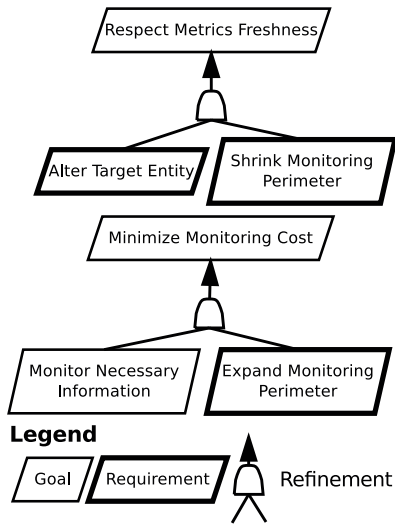 Respect Metrics Freshness
Alter Target Entity
Shrink Monitoring
Perimeter
Minimize Monitoring Cost
Monitor Necessary
Information
Expand Monitoring
Perimeter
Legend
Goal
Requirement
Refinement